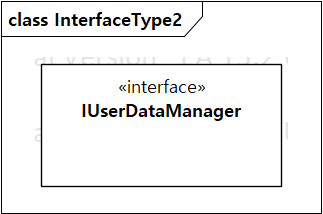 class InterfaceType2
«interface»
IUserDataManager